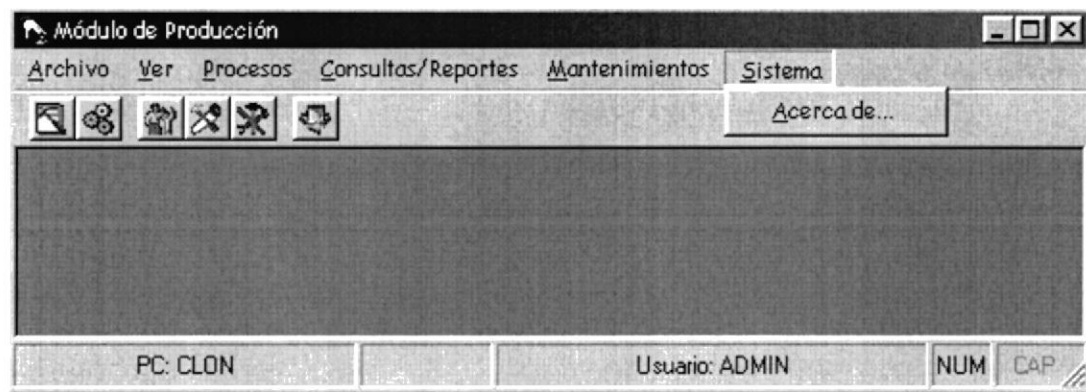 Módulo de Producción
Archivo Ver Procesos Consultas/Reportes Mantenimientos Sistema
Acerca de...
PC: CLON Usuario: ADMIN NUM CAP